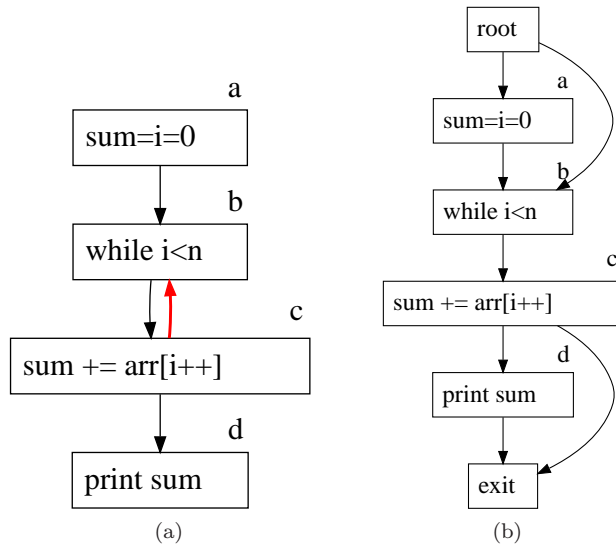 a
sum=i=0
b
while i<n
c
sum += arr[i++]
d
print sum
(a)
root
a
sum=i=0
b
while i<n
c
sum += arr[i++]
d
print sum
exit
(b)